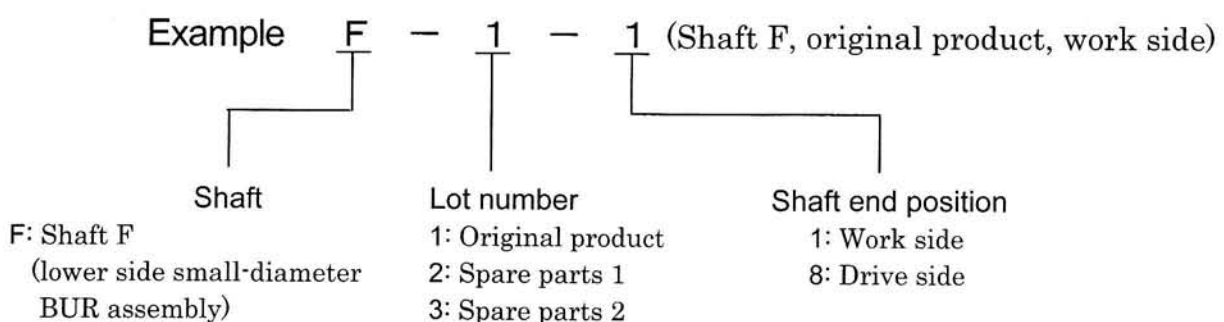 Example F - 1 - 1 (Shaft F, original product, work side)
Shaft
F: Shaft F
(lower side small-diameter
BUR assembly)
Lot number
1: Original product
2: Spare parts 1
3: Spare parts 2
Shaft end position
1: Work side
8: Drive side